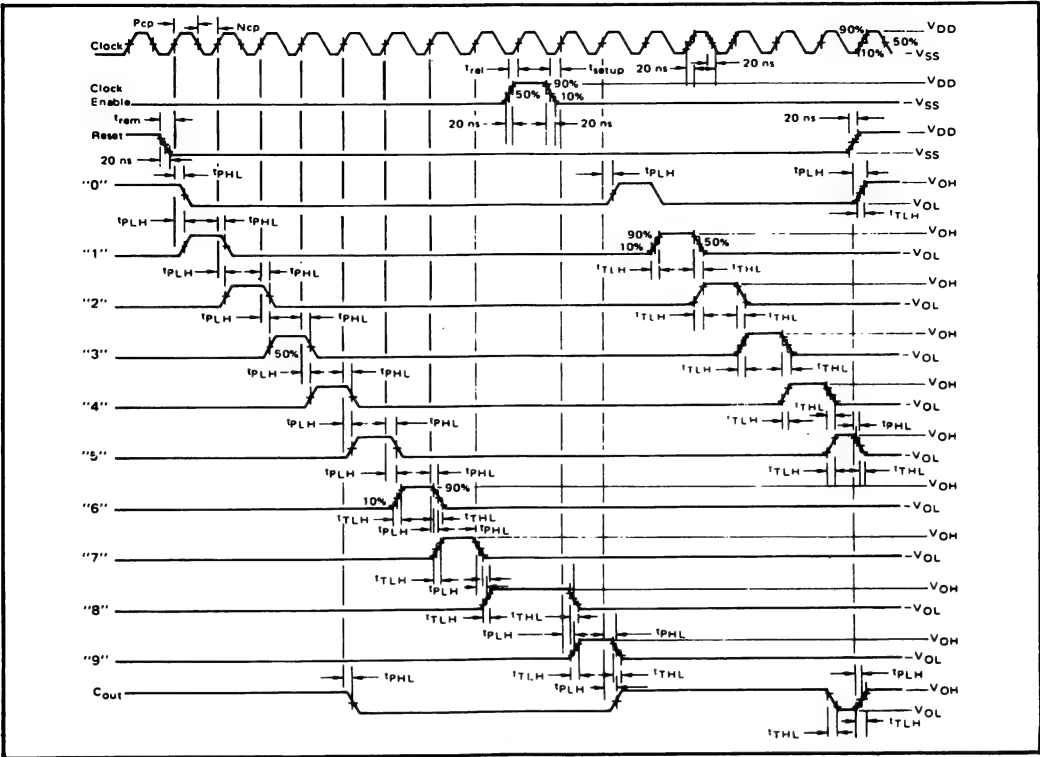 Pcp Ncp
Clock
90% 50% 10%
VDD
VSS
trel tsetup 20 ns 20 ns
Clock Enable
90% 50% 10%
VDD
VSS
trem 20 ns 20 ns 20 ns
Reset
VDD
VSS
20 ns tPHL tPLH tPLH
"0"
VOH
VOL
tTLH
tPLH tPHL
"1"
90% 10% 50%
VOH
VOL
tPLH tPHL tTLH tTHL
"2"
VOH
VOL
tPLH tPHL tTLH tTHL
"3"
50%
VOH
VOL
tPLH tPHL tTLH tTHL
"4"
VOH
VOL
tPLH tPHL tTLH tTHL tPHL
"5"
VOH
VOL
tPLH tPHL tTLH tTHL
"6"
10% 90%
VOH
VOL
tTLH tTHL
tPLH tPHL
"7"
VOH
VOL
tTLH
tPLH
"8"
VOH
VOL
tTLH tTHL
tPLH tPHL
"9"
VOH
VOL
tTLH tTHL
tPHL tPLH tPLH
Cout
VOH
VOL
tTHL tTLH